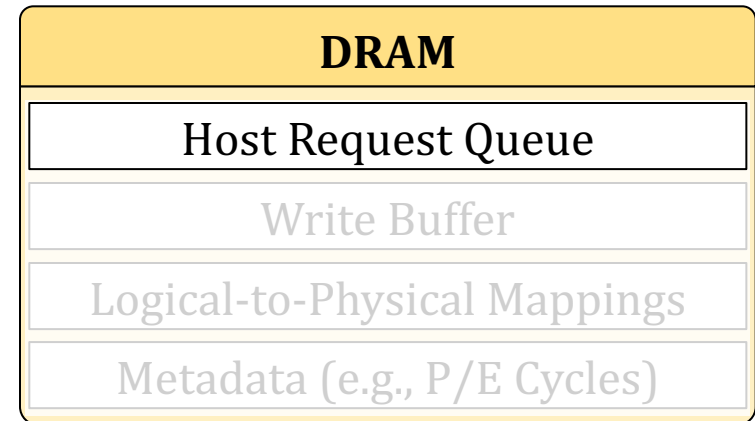 DRAM
Host Request Queue
Write Buffer
Logical-to-Physical Mappings
Metadata (e.g., P/E Cycles)